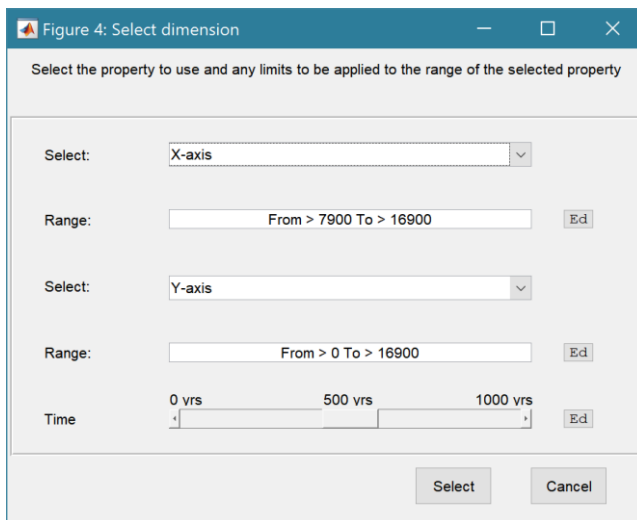 Figure 4: Select dimension
Select the property to use and any limits to be applied to the range of the selected property
Select: X-axis
Range: From > 7900 To > 16900 Ed
Select: Y-axis
Range: From > 0 To > 16900 Ed
0 yrs 500 yrs 1000 yrs
Time Ed
Select Cancel